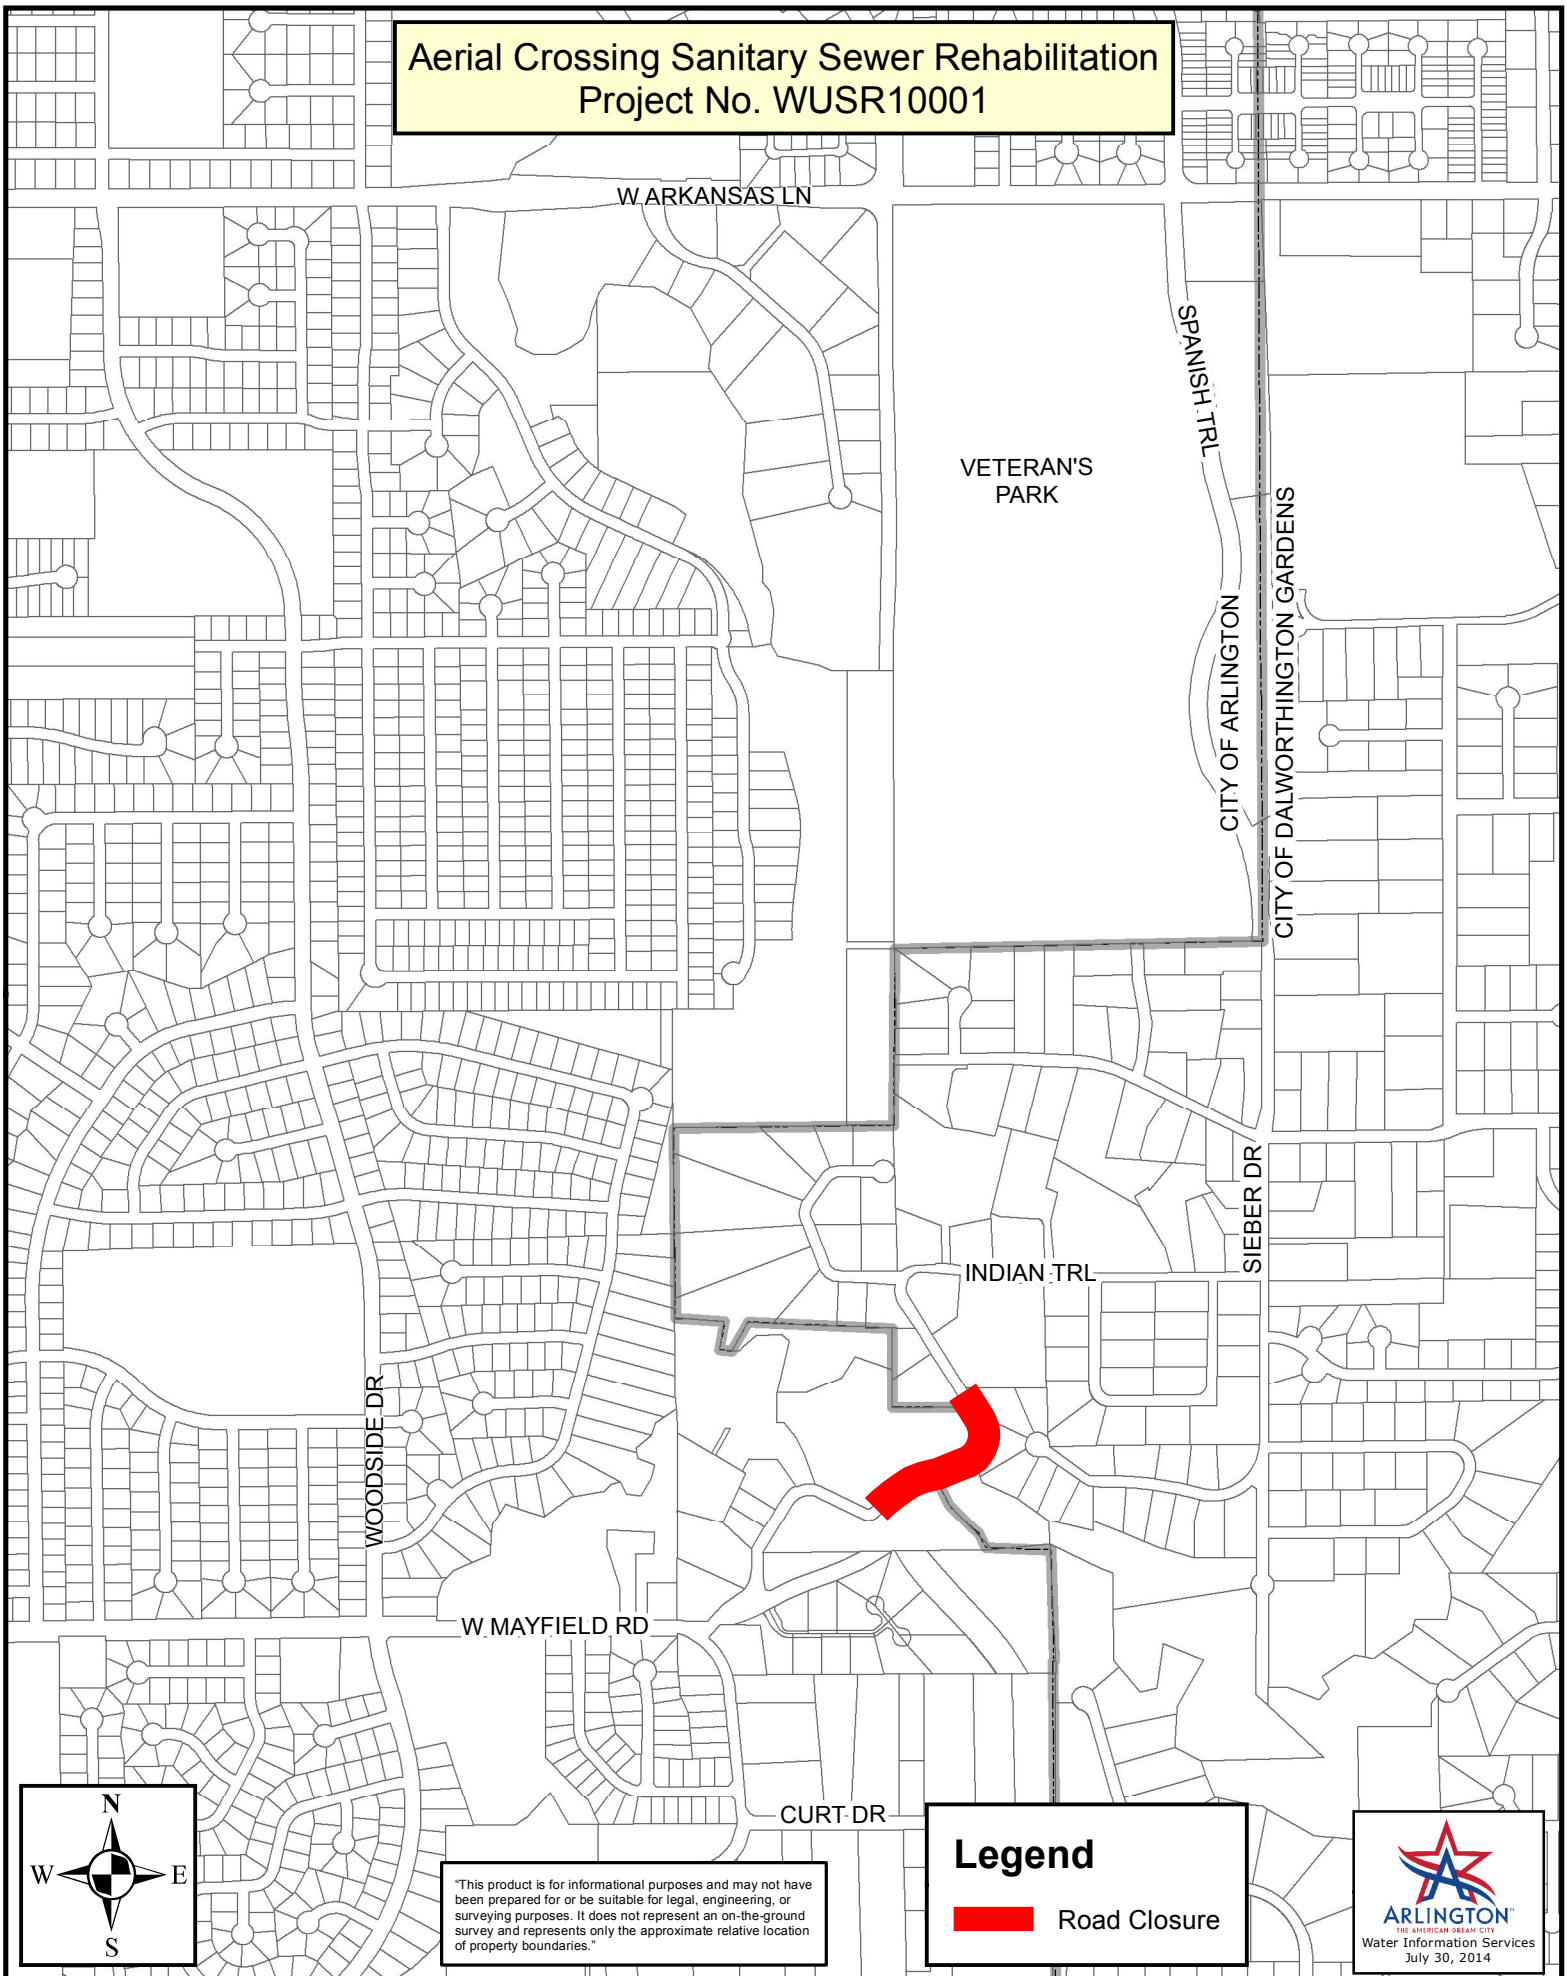 Aerial Crossing Sanitary Sewer Rehabilitation
Project No. WUSR10001
W ARKANSAS LN
SPANISH TRL
VETERAN'S
PARK
CITY OF ARLINGTON
CITY OF DALWORTHINGTON GARDENS
SIEBER DR
INDIAN TRL
WOODSIDE DR
W MAYFIELD RD
CURT DR
N
W
E
S
"This product is for informational purposes and may not have
been prepared for or be suitable for legal, engineering, or
surveying purposes. It does not represent an on-the-ground
survey and represents only the approximate relative location
of property boundaries."
Legend
Road Closure
ARLINGTON™
THE AMERICAN DREAM CITY
Water Information Services
July 30, 2014